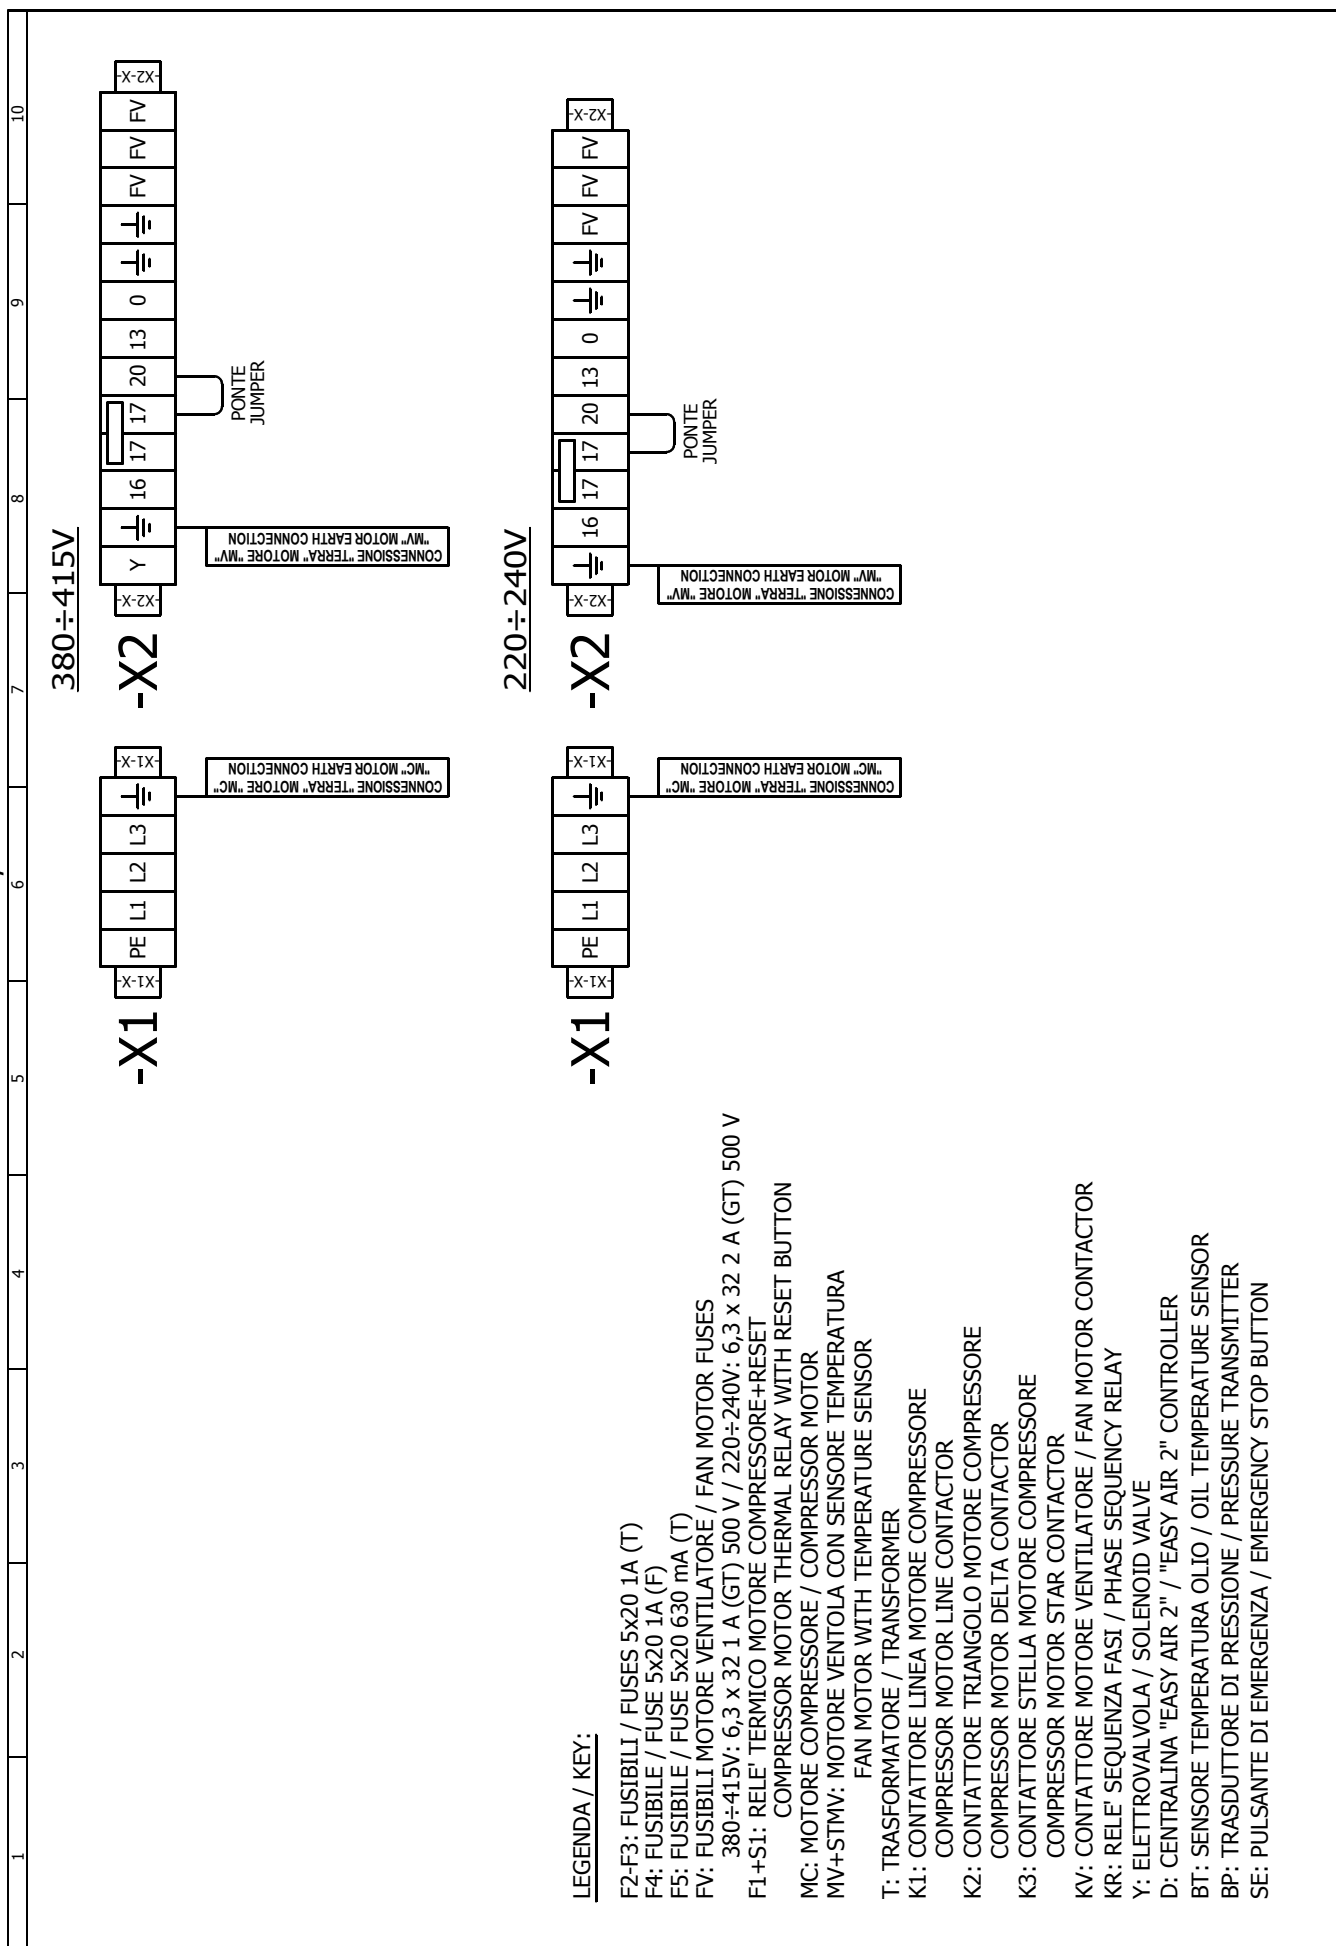 1
2
3
4
5
6
7
8
9
10
LEGENDA / KEY:
F2-F3: FUSIBILI / FUSES 5x20 1A (T)
F4: FUSIBILE / FUSE 5x20 1A (F)
F5: FUSIBILE / FUSE 5x20 630 mA (T)
FV: FUSIBILI MOTORE VENTILATORE / FAN MOTOR FUSES
380÷415V: 6,3 x 32 1 A (GT) 500 V / 220÷240V: 6,3 x 32 2 A (GT) 500 V
F1+S1: RELE' TERMICO MOTORE COMPRESSORE+RESET
COMPRESSOR MOTOR THERMAL RELAY WITH RESET BUTTON
MC: MOTORE COMPRESSORE / COMPRESSOR MOTOR
MV+STMV: MOTORE VENTOLA CON SENSORE TEMPERATURA
FAN MOTOR WITH TEMPERATURE SENSOR
T: TRASFORMATORE / TRANSFORMER
K1: CONTATTORE LINEA MOTORE COMPRESSORE
COMPRESSOR MOTOR LINE CONTACTOR
K2: CONTATTORE TRIANGOLO MOTORE COMPRESSORE
COMPRESSOR MOTOR DELTA CONTACTOR
K3: CONTATTORE STELLA MOTORE COMPRESSORE
COMPRESSOR MOTOR STAR CONTACTOR
KV: CONTATTORE MOTORE VENTILATORE / FAN MOTOR CONTACTOR
KR: RELE' SEQUENZA FASI / PHASE SEQUENCY RELAY
Y: ELETTROVALVOLA / SOLENOID VALVE
D: CENTRALINA "EASY AIR 2" / "EASY AIR 2" CONTROLLER
BT: SENSORE TEMPERATURA OLIO / OIL TEMPERATURE SENSOR
BP: TRASDUTTORE DI PRESSIONE / PRESSURE TRANSMITTER
SE: PULSANTE DI EMERGENZA / EMERGENCY STOP BUTTON
380÷415V
-X1
-X1-X-
PE L1 L2 L3
-X1-X-
CONNESSIONE "TERRA" MOTORE "MC"
"MC" MOTOR EARTH CONNECTION
-X2
-X2-X-
Y 16 17 17 20 13 0 FV FV FV
-X2-X-
CONNESSIONE "TERRA" MOTORE "MV"
"MV" MOTOR EARTH CONNECTION
PONTE
JUMPER
220÷240V
-X1
-X1-X-
PE L1 L2 L3
-X1-X-
CONNESSIONE "TERRA" MOTORE "MC"
"MC" MOTOR EARTH CONNECTION
-X2
-X2-X-
16 17 17 20 13 0 FV FV FV
-X2-X-
CONNESSIONE "TERRA" MOTORE "MV"
"MV" MOTOR EARTH CONNECTION
PONTE
JUMPER